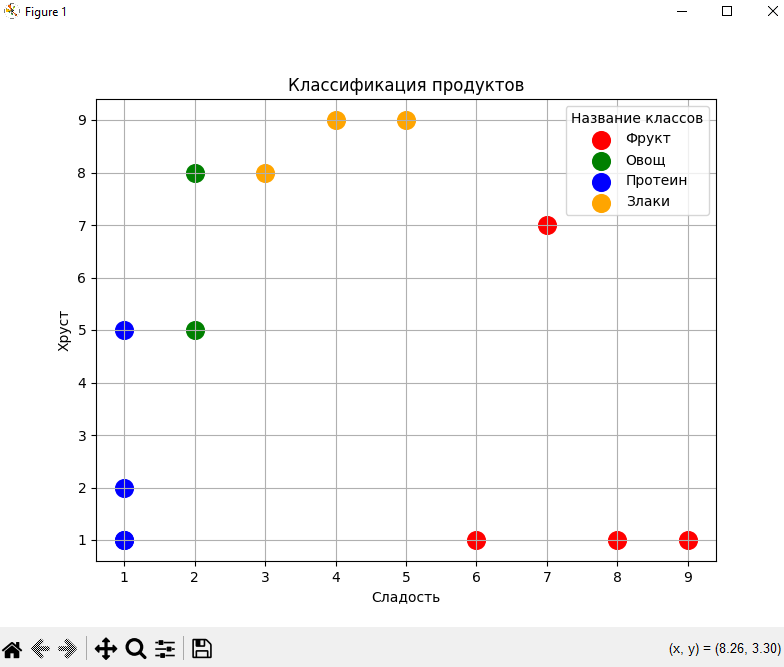 Figure 1
Классификация продуктов
Название классов
Фрукт
Овощ
Протеин
Злаки
Хруст
9
8
7
6
5
4
3
2
1
1 2 3 4 5 6 7 8 9
Сладость
(x, y) = (8.26, 3.30)